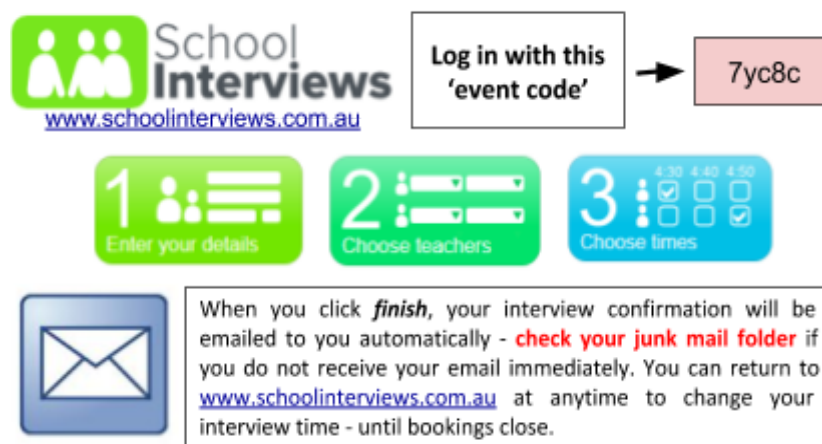 School
Interviews
www.schoolinterviews.com.au
Log in with this
‘event code’
7yc8c
1
Enter your details
2
Choose teachers
3
4:30 4:40 4:50
Choose times
When you click finish, your interview confirmation will be
emailed to you automatically - check your junk mail folder if
you do not receive your email immediately. You can return to
www.schoolinterviews.com.au at anytime to change your
interview time - until bookings close.